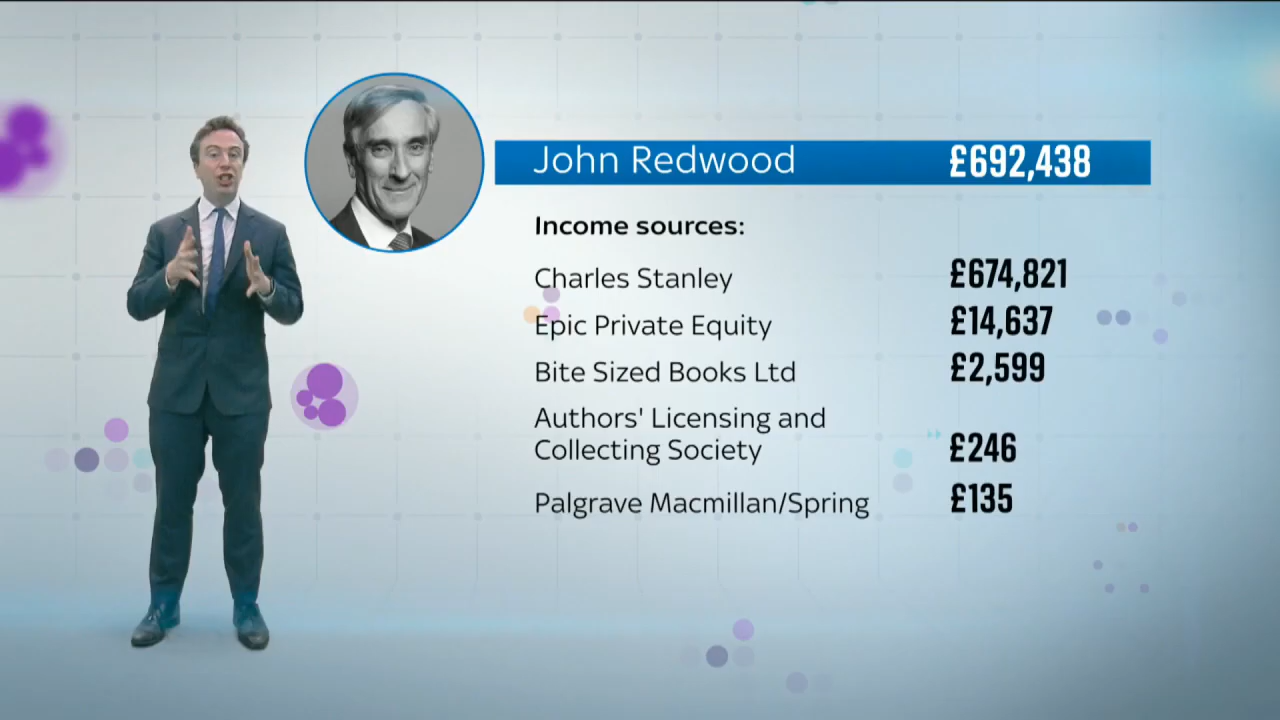 John Redwood £692,438
Income sources:
Charles Stanley £674,821
Epic Private Equity £14,637
Bite Sized Books Ltd £2,599
Authors' Licensing and
Collecting Society £246
Palgrave Macmillan/Spring £135